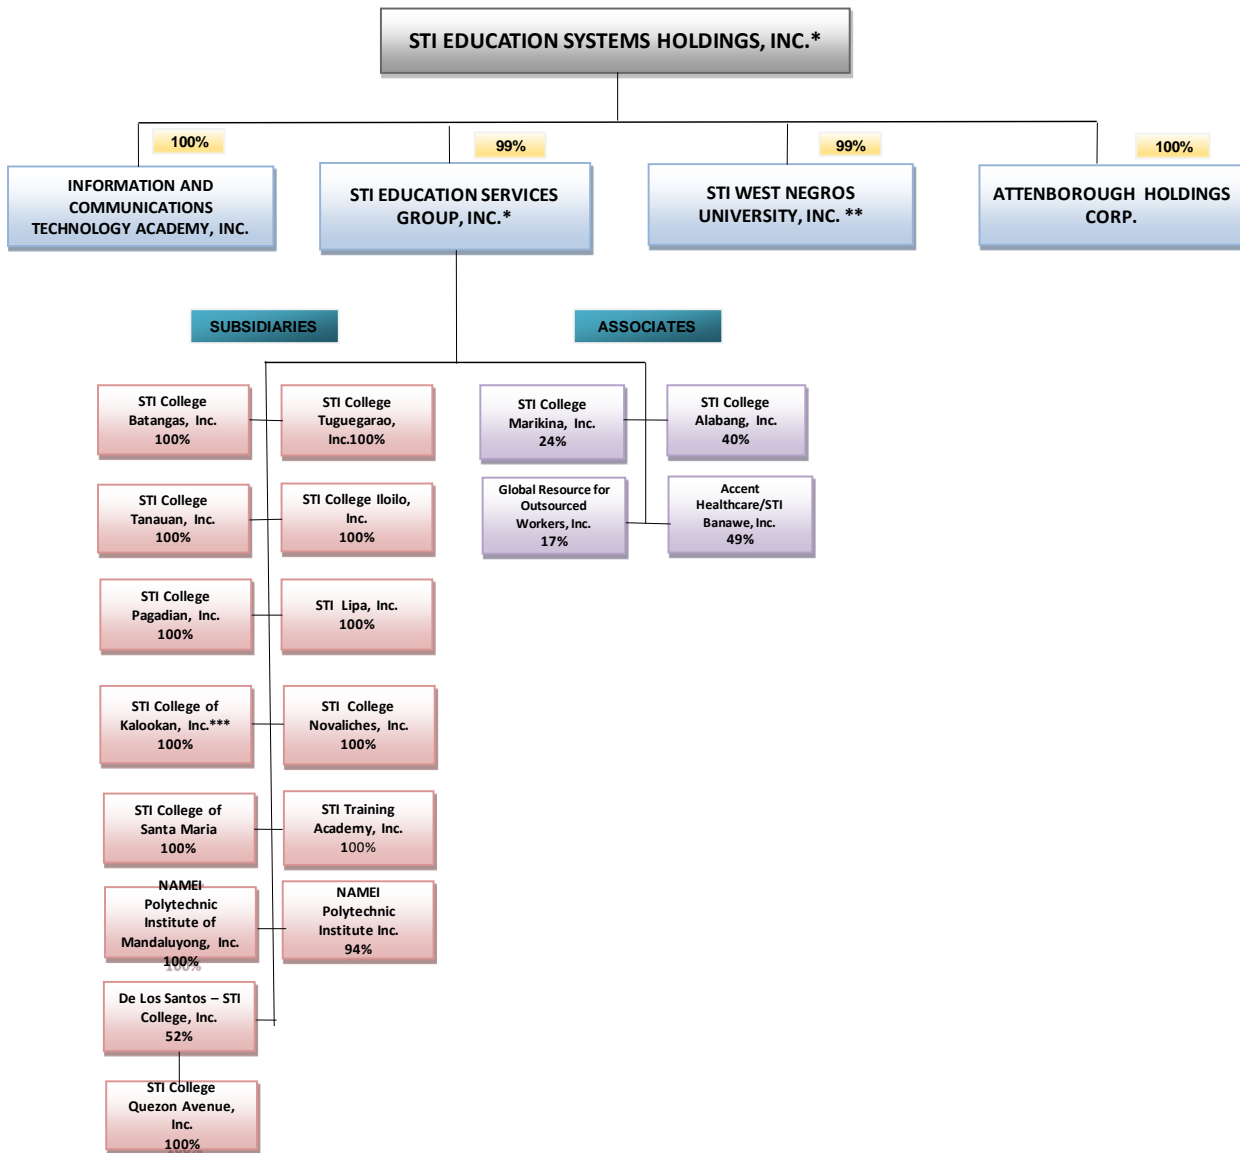 STI EDUCATION SYSTEMS HOLDINGS, INC.*
100%
99%
99%
100%
INFORMATION AND
COMMUNICATIONS
TECHNOLOGY ACADEMY, INC.
STI EDUCATION SERVICES
GROUP, INC.*
STI WEST NEGROS
UNIVERSITY, INC. **
ATTENBOROUGH HOLDINGS
CORP.
SUBSIDIARIES
ASSOCIATES
STI College
Batangas, Inc.
100%
STI College
Tuguegarao,
Inc.100%
STI College
Marikina, Inc.
24%
STI College
Alabang, Inc.
40%
STI College
Tanauan, Inc.
100%
STI College Iloilo,
Inc.
100%
Global Resource for
Outsourced
Workers, Inc.
17%
Accent
Healthcare/STI
Banawe, Inc.
49%
STI College
Pagadian, Inc.
100%
STI Lipa, Inc.
100%
STI College of
Kalookan, Inc.***
100%
STI College
Novaliches, Inc.
100%
STI College of
Santa Maria
100%
STI Training
Academy, Inc.
100%
NAMEI
Polytechnic
Institute of
Mandaluyong, Inc.
100%
NAMEI
Polytechnic
Institute Inc.
94%
De Los Santos – STI
College, Inc.
52%
STI College
Quezon Avenue,
Inc.
100%